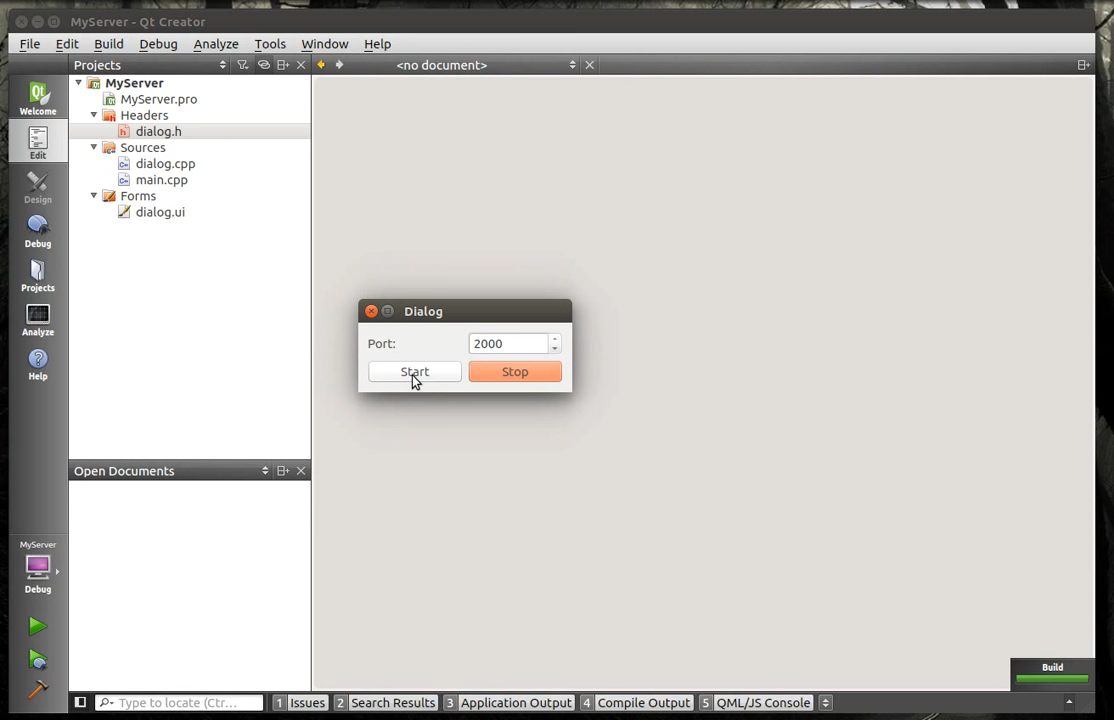 MyServer - Qt Creator
File Edit Build Debug Analyze Tools Window Help
Projects <no document>
MyServer
MyServer.pro
Headers
dialog.h
Sources
dialog.cpp
main.cpp
Forms
dialog.ui
Qt
Welcome
Edit
Design
Debug
Projects
Analyze
Help
Dialog
Port: 2000
Start Stop
Open Documents
MyServer
Debug
Build
Type to locate (Ctr... 1 Issues 2 Search Results 3 Application Output 4 Compile Output 5 QML/JS Console